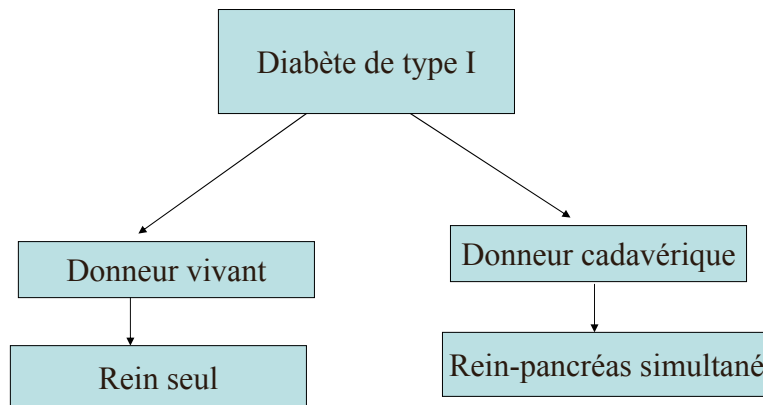 Diabète de type I
Donneur vivant
Donneur cadavérique
Rein seul
Rein-pancréas simultané